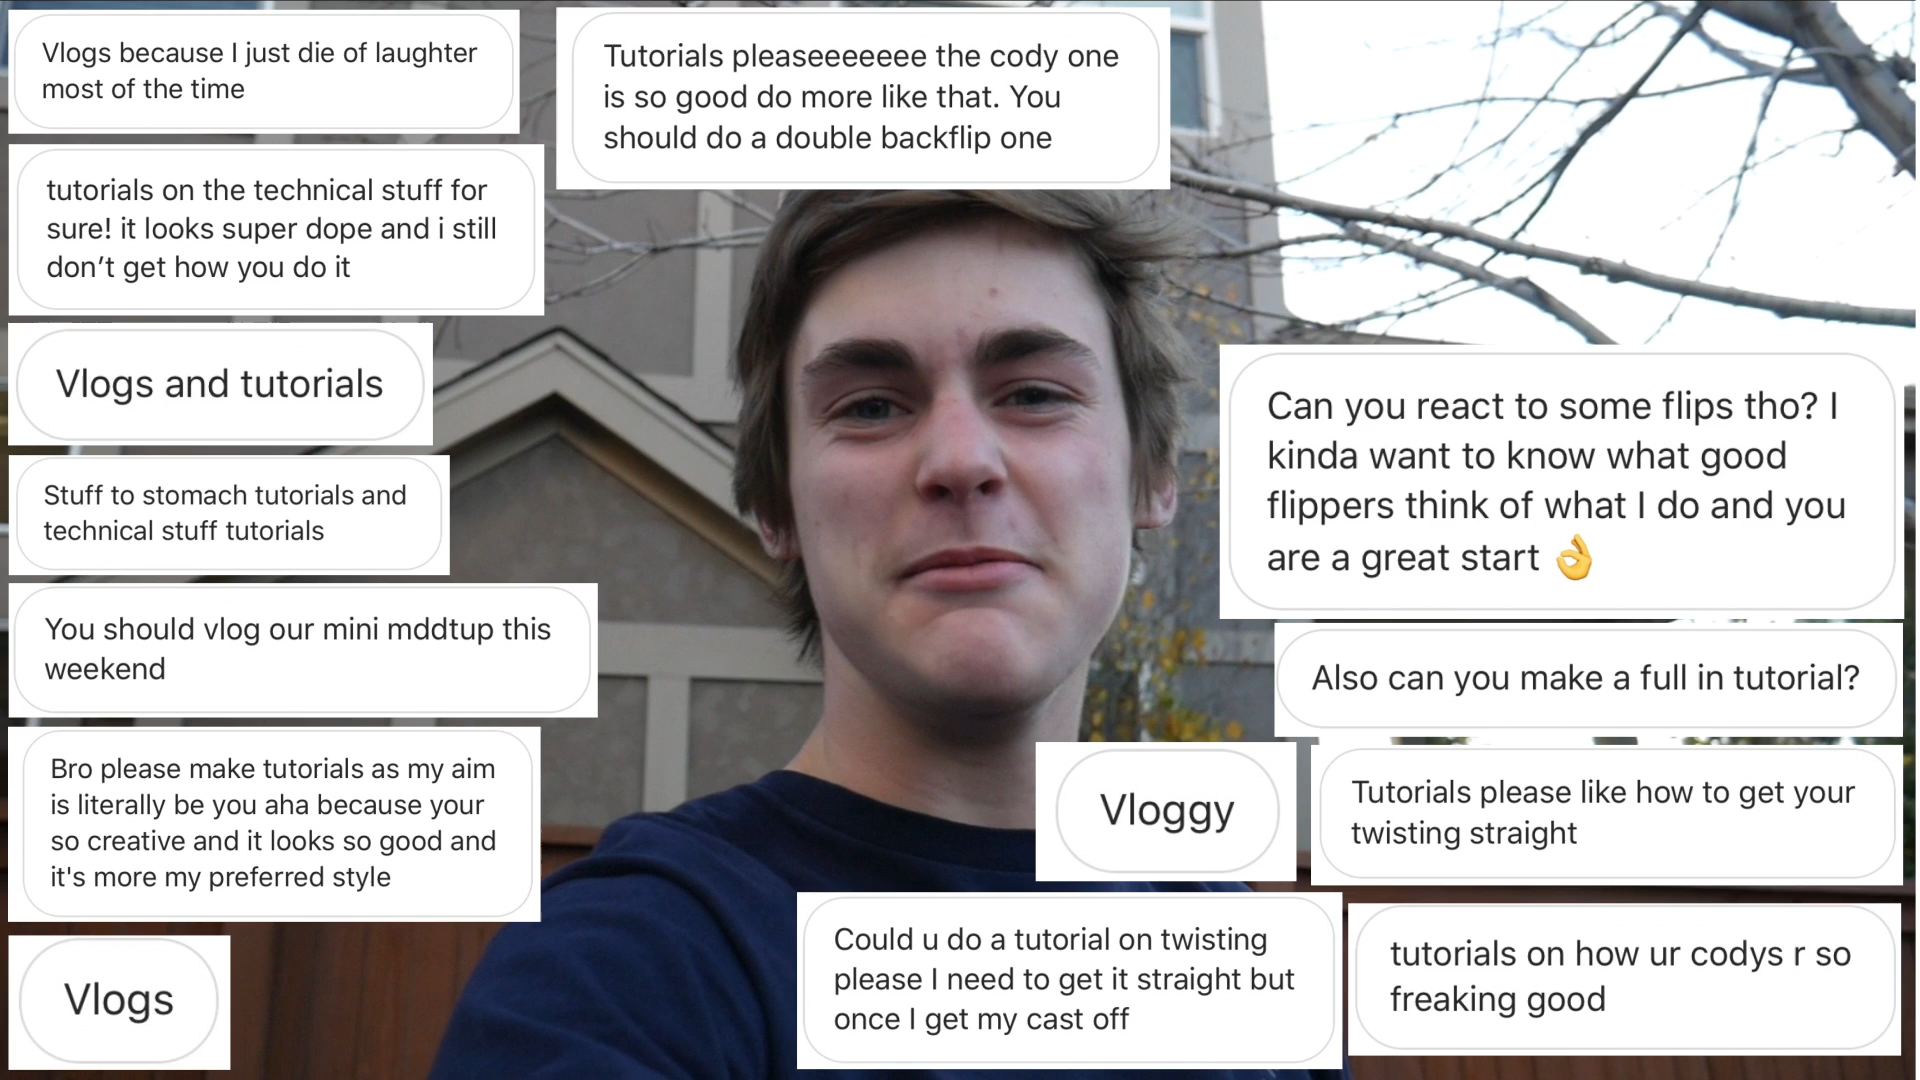 Vlogs because I just die of laughter
most of the time
Tutorials pleaseeeeeee the cody one
is so good do more like that. You
should do a double backflip one
tutorials on the technical stuff for
sure! it looks super dope and i still
don’t get how you do it
Vlogs and tutorials
Stuff to stomach tutorials and
technical stuff tutorials
You should vlog our mini mddtup this
weekend
Bro please make tutorials as my aim
is literally be you aha because your
so creative and it looks so good and
it's more my preferred style
Vlogs
Can you react to some flips tho? I
kinda want to know what good
flippers think of what I do and you
are a great start 👌
Also can you make a full in tutorial?
Vloggy
Tutorials please like how to get your
twisting straight
Could u do a tutorial on twisting
please I need to get it straight but
once I get my cast off
tutorials on how ur codys r so
freaking good